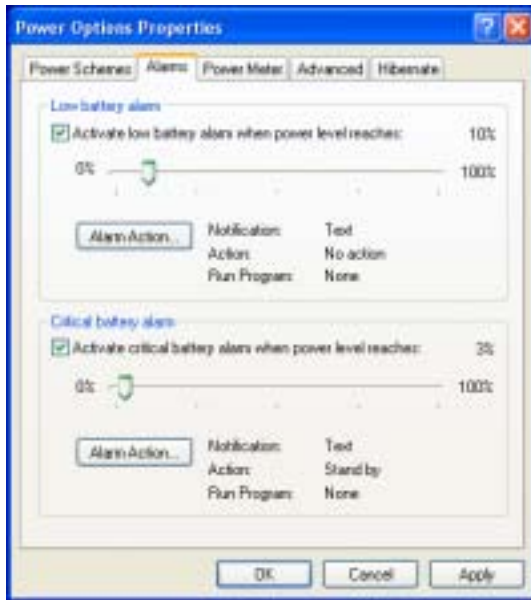 Power Options Properties
Power Schemes Alarms Power Meter Advanced Hibernate
Low battery alarm
Activate low battery alarm when power level reaches: 10%
0% 100%
Alarm Action... Notification: Text
Action: No action
Run Program: None
Critical battery alarm
Activate critical battery alarm when power level reaches: 3%
0% 100%
Alarm Action... Notification: Text
Action: Stand by
Run Program: None
OK Cancel Apply